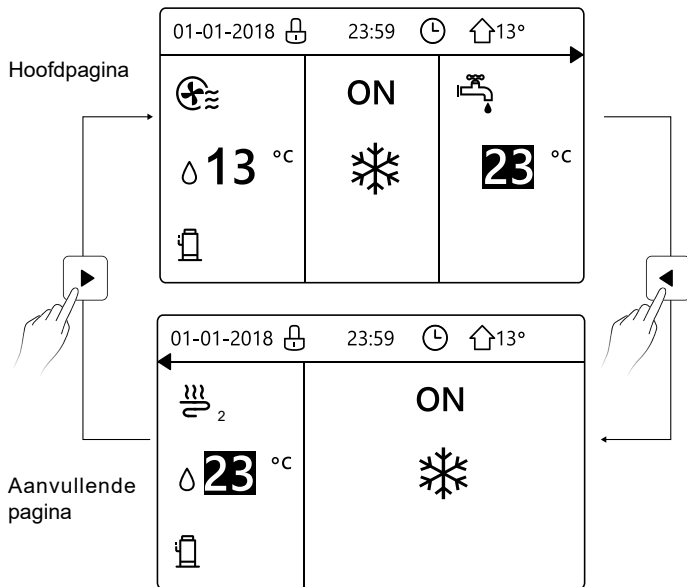 01-01-2018 23:59 13°
Hoofdpagina
ON
13 °C
23 °C
01-01-2018 23:59 13°
2
ON
23 °C
Aanvullende
pagina